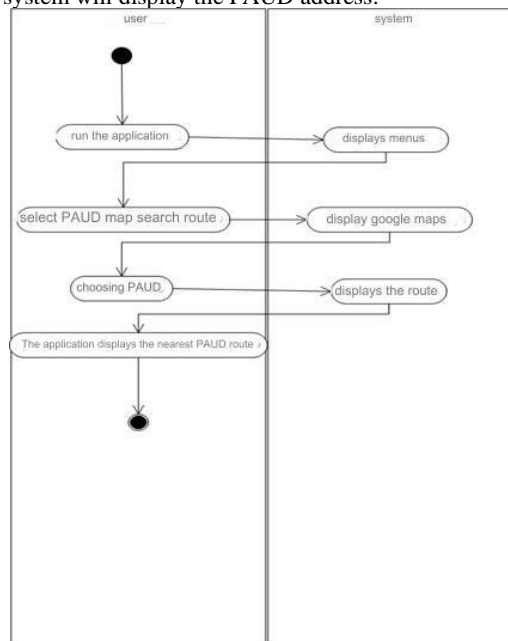 system will display the PAUD address.
user
system
run the application
displays menus
select PAUD map search route
display google maps
choosing PAUD
displays the route
The application displays the nearest PAUD route